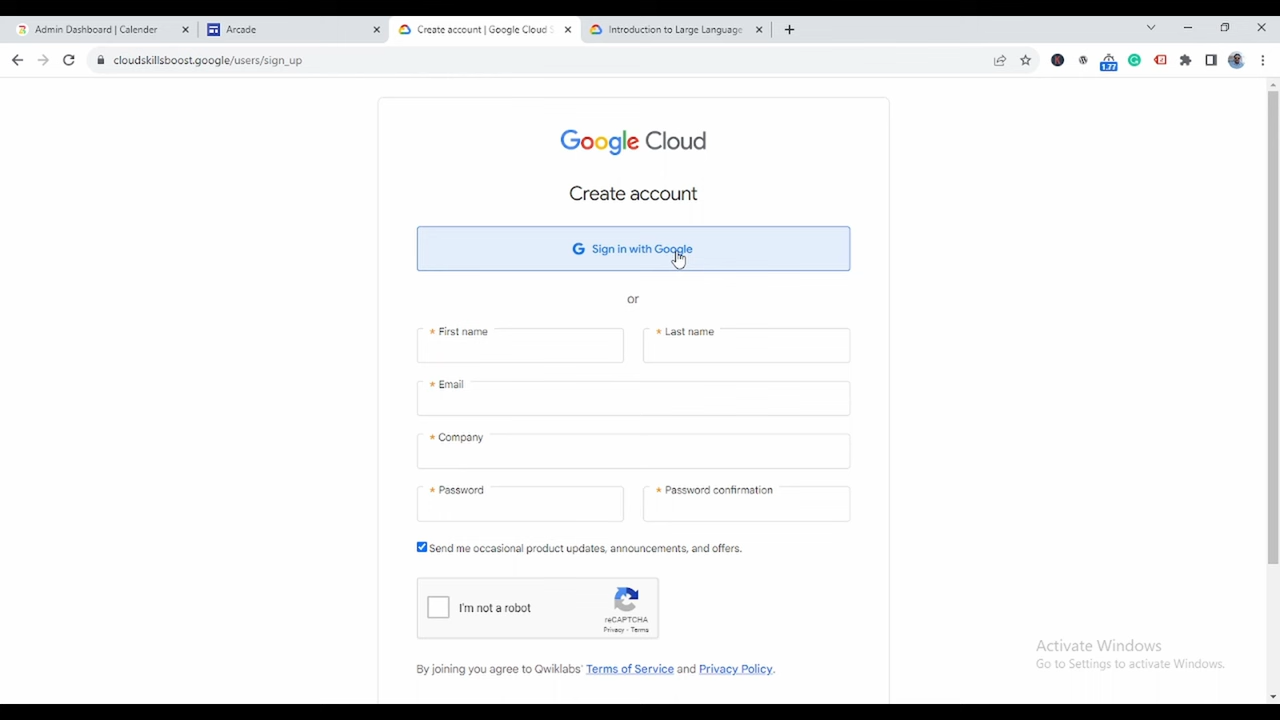 Admin Dashboard | Calender
Arcade
Create account | Google Cloud S
Introduction to Large Language
cloudskillsboost.google/users/sign_up
1.77
Google Cloud
Create account
G Sign in with Google
or
* First name
* Last name
* Email
* Company
* Password
* Password confirmation
Send me occasional product updates, announcements, and offers.
I'm not a robot
reCAPTCHA
Privacy - Terms
Activate Windows
Go to Settings to activate Windows.
By joining you agree to Qwiklabs' Terms of Service and Privacy Policy.